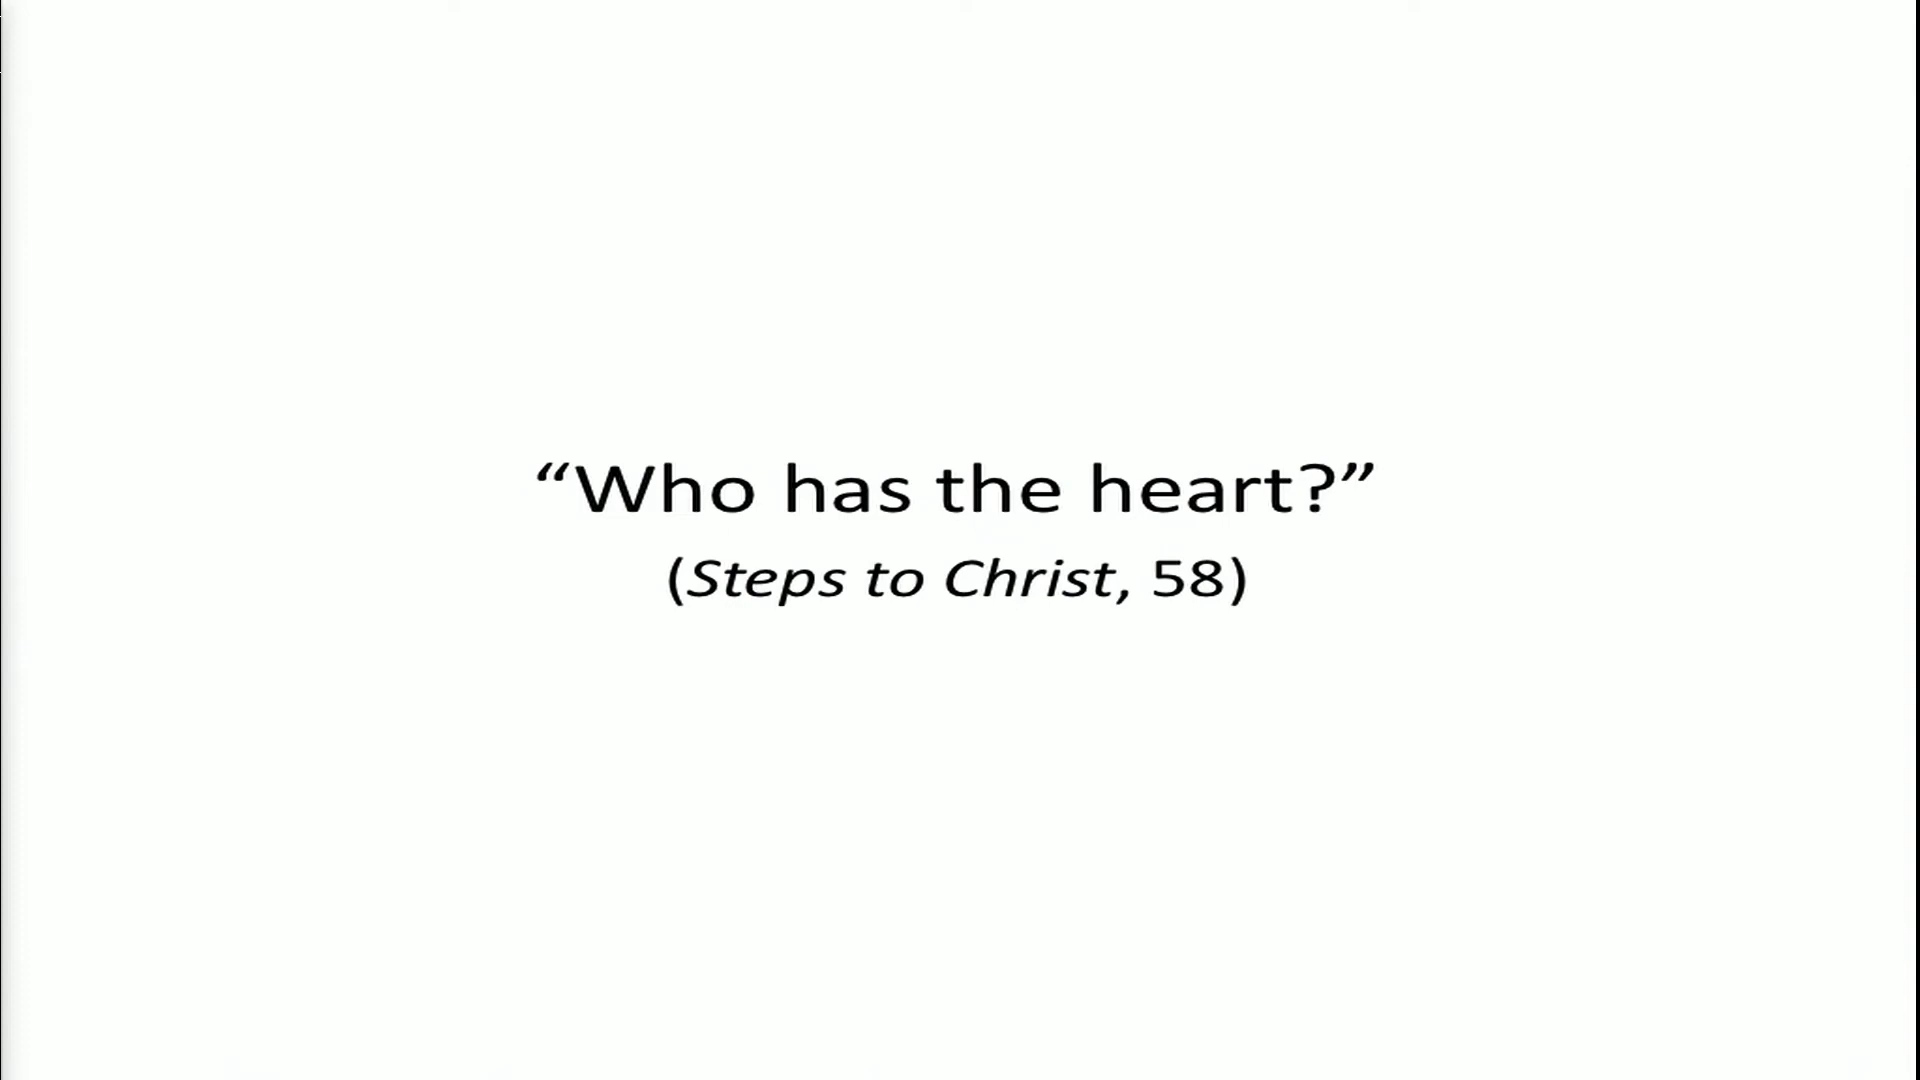 “Who has the heart?”
(Steps to Christ, 58)